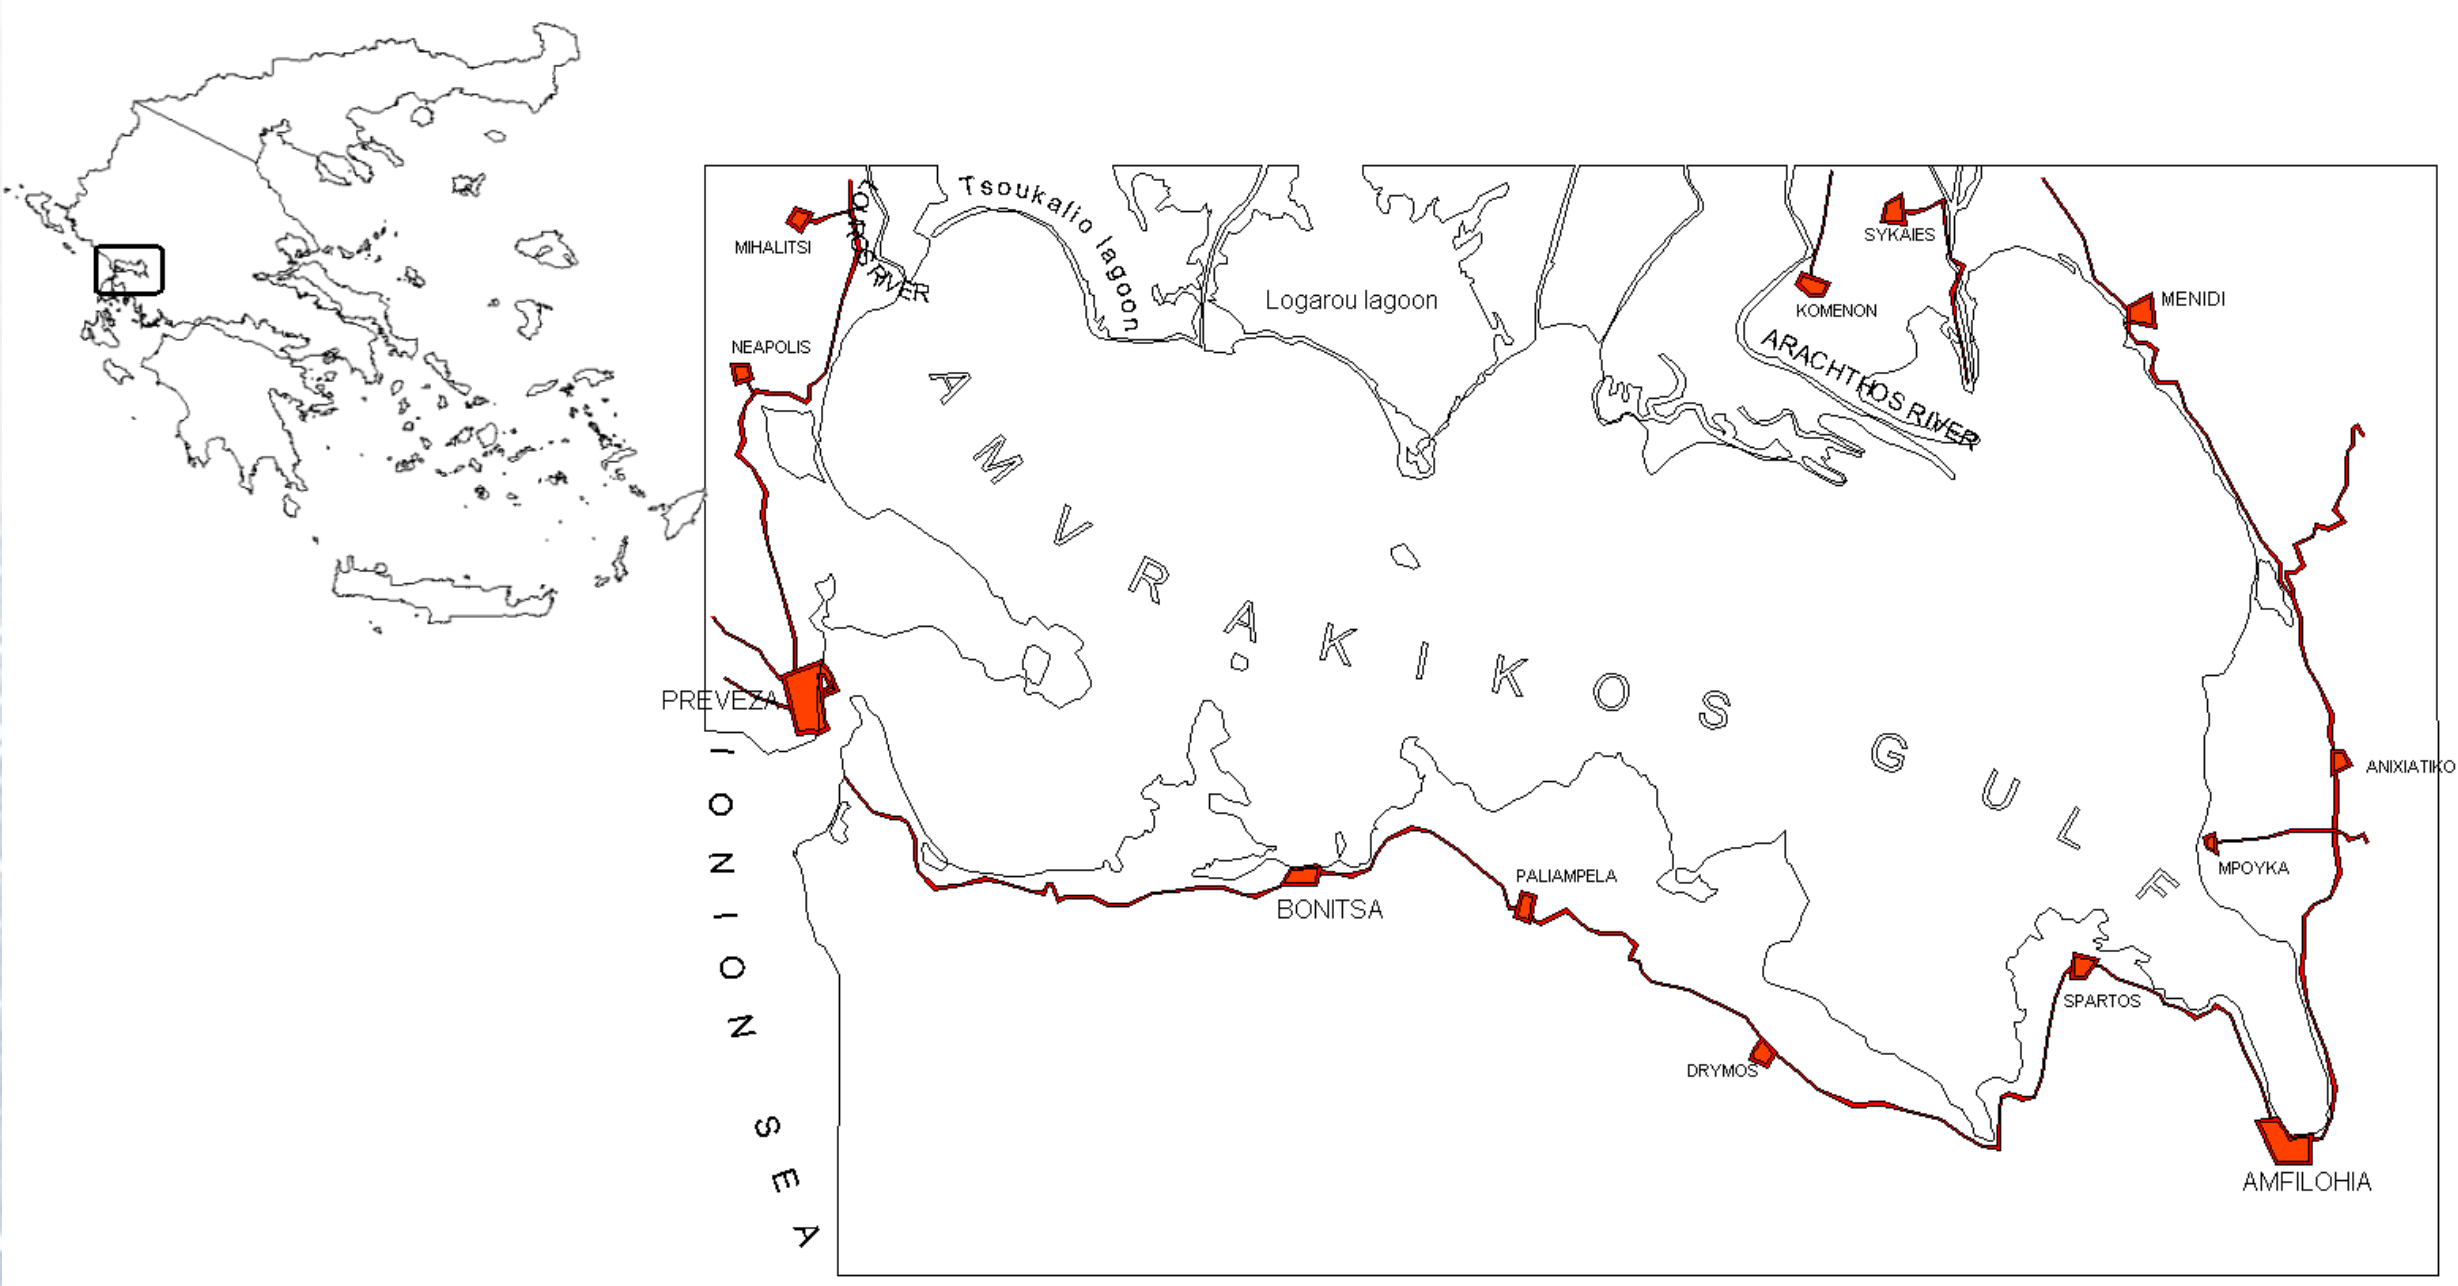 Tsoukalio lagoon
MIHALITSI
RIVER
SYKAIES
Logarou lagoon
KOMENON
MENIDI
NEAPOLIS
ARACHTHOS RIVER
AMVRAKIKOS GULF
PREVEZA
ANIXIATIKO
MPOYKA
PALIAMPELA
BONITSA
SPARTOS
DRYMOS
IONION SEA
AMFILOHIA